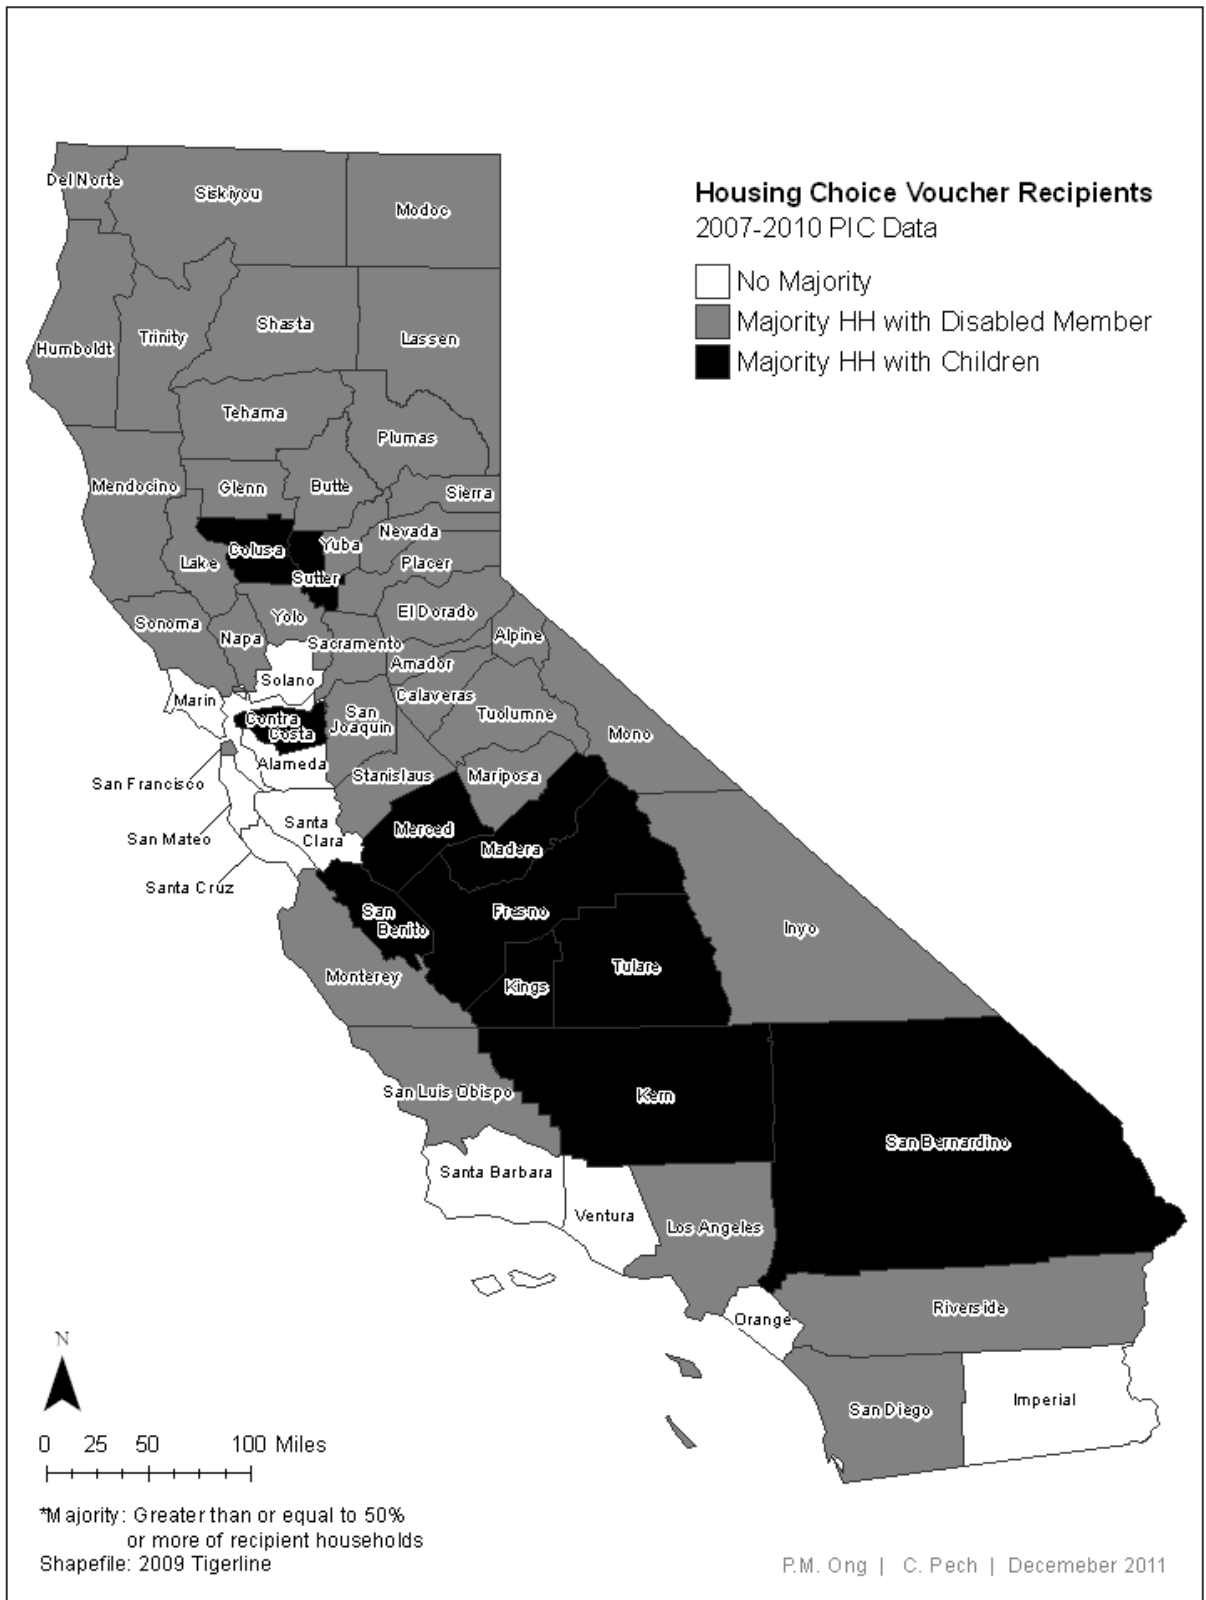 Housing Choice Voucher Recipients
2007-2010 PIC Data
No Majority
Majority HH with Disabled Member
Majority HH with Children
Del Norte
Siskiyou
Modoc
Humboldt
Trinity
Shasta
Lassen
Tehama
Plumas
Mendocino
Glenn
Butte
Sierra
Colusa
Yuba
Nevada
Lake
Sutter
Placer
Sonoma
Napa
Yolo
El Dorado
Sacramento
Alpine
Amador
Solano
Marin
Calaveras
Contra
Costa
San
Joaquin
Tuolumne
Mono
Alameda
San Francisco
Stanislaus
Mariposa
San Mateo
Santa
Clara
Merced
Madera
Santa Cruz
San
Benito
Fresno
Inyo
Monterey
Kings
Tulare
San Luis Obispo
Kern
San Bernardino
Santa Barbara
Ventura
Los Angeles
Orange
Riverside
San Diego
Imperial
N
0 25 50 100 Miles
*Majority: Greater than or equal to 50%
or more of recipient households
Shapefile: 2009 Tigerline
P.M. Ong | C. Pech | Decemeber 2011